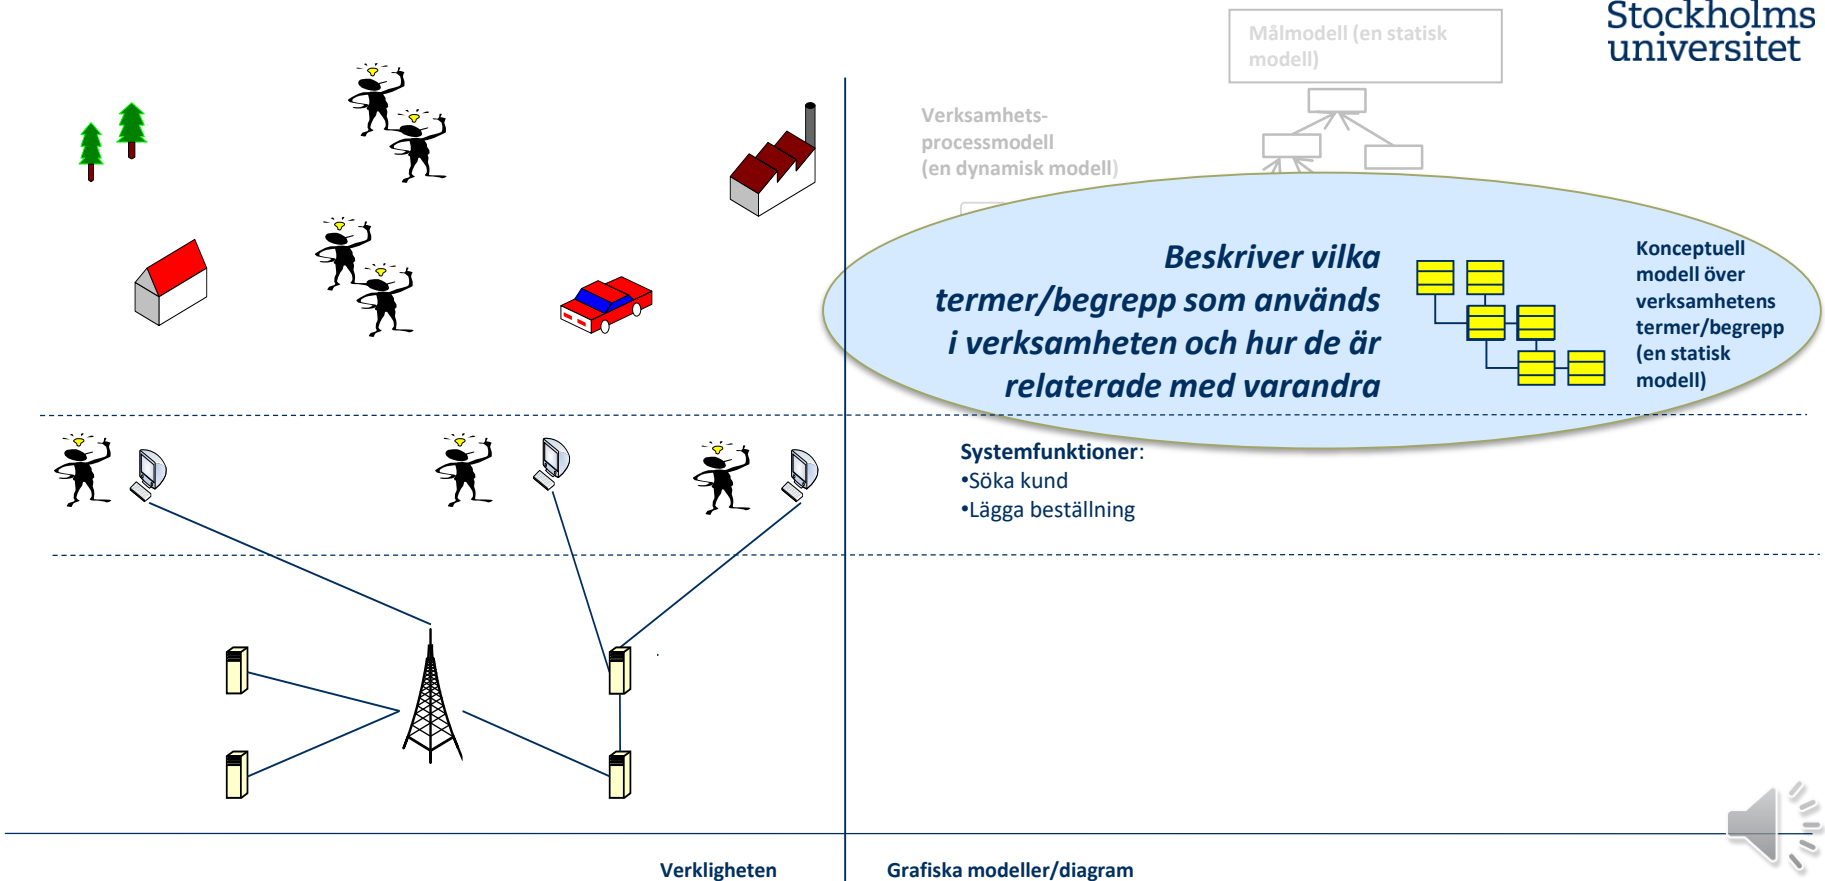 Stockholms
universitet
Målmodell (en statisk
modell)
Verksamhets-
processmodell
(en dynamisk modell)
Beskriver vilka
termer/begrepp som används
i verksamheten och hur de är
relaterade med varandra
Konceptuell
modell över
verksamhetens
termer/begrepp
(en statisk
modell)
Systemfunktioner:
•Söka kund
•Lägga beställning
Verkligheten
Grafiska modeller/diagram